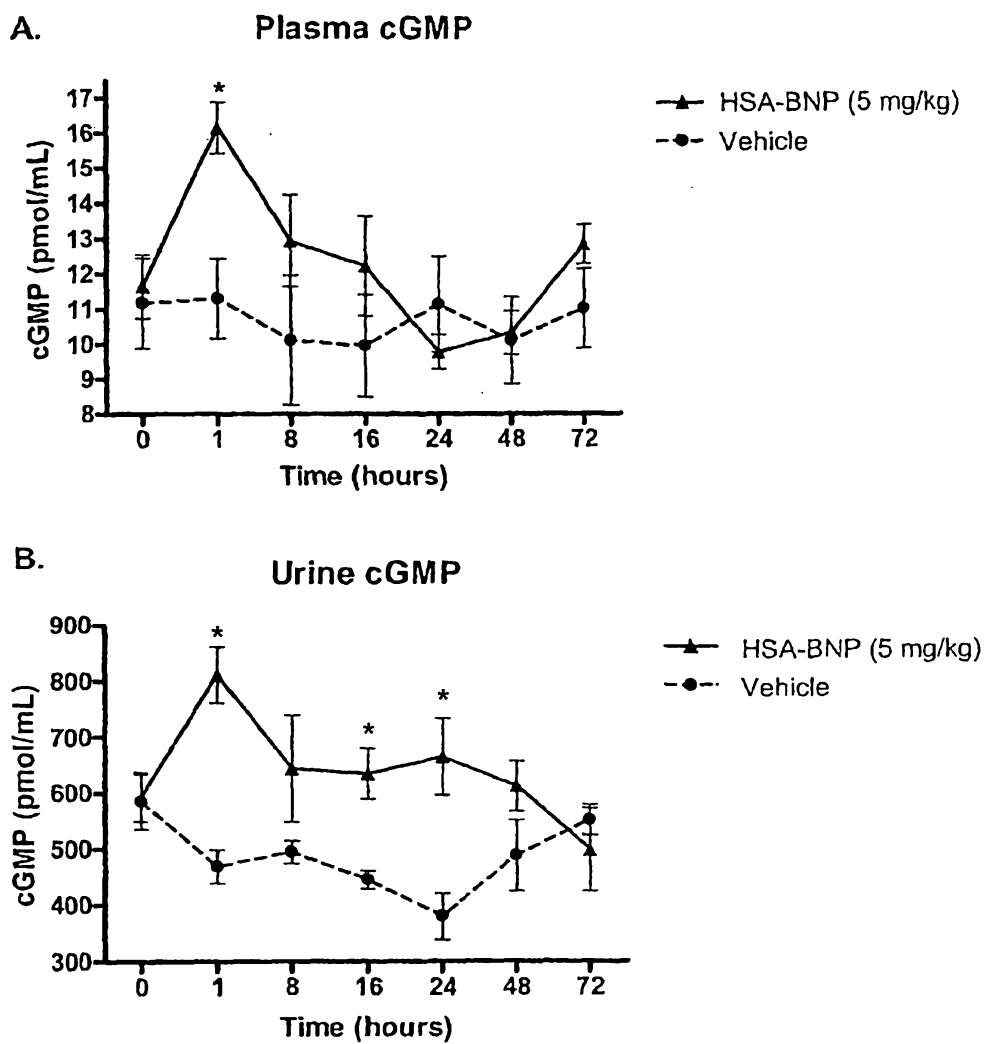 A.
Plasma cGMP
*
HSA-BNP (5 mg/kg)
Vehicle
17
16
15
14
13
12
11
10
9
8
cGMP (pmol/mL)
0 1 8 16 24 48 72
Time (hours)
B.
Urine cGMP
* * *
HSA-BNP (5 mg/kg)
Vehicle
900
800
700
600
500
400
300
cGMP (pmol/mL)
0 1 8 16 24 48 72
Time (hours)